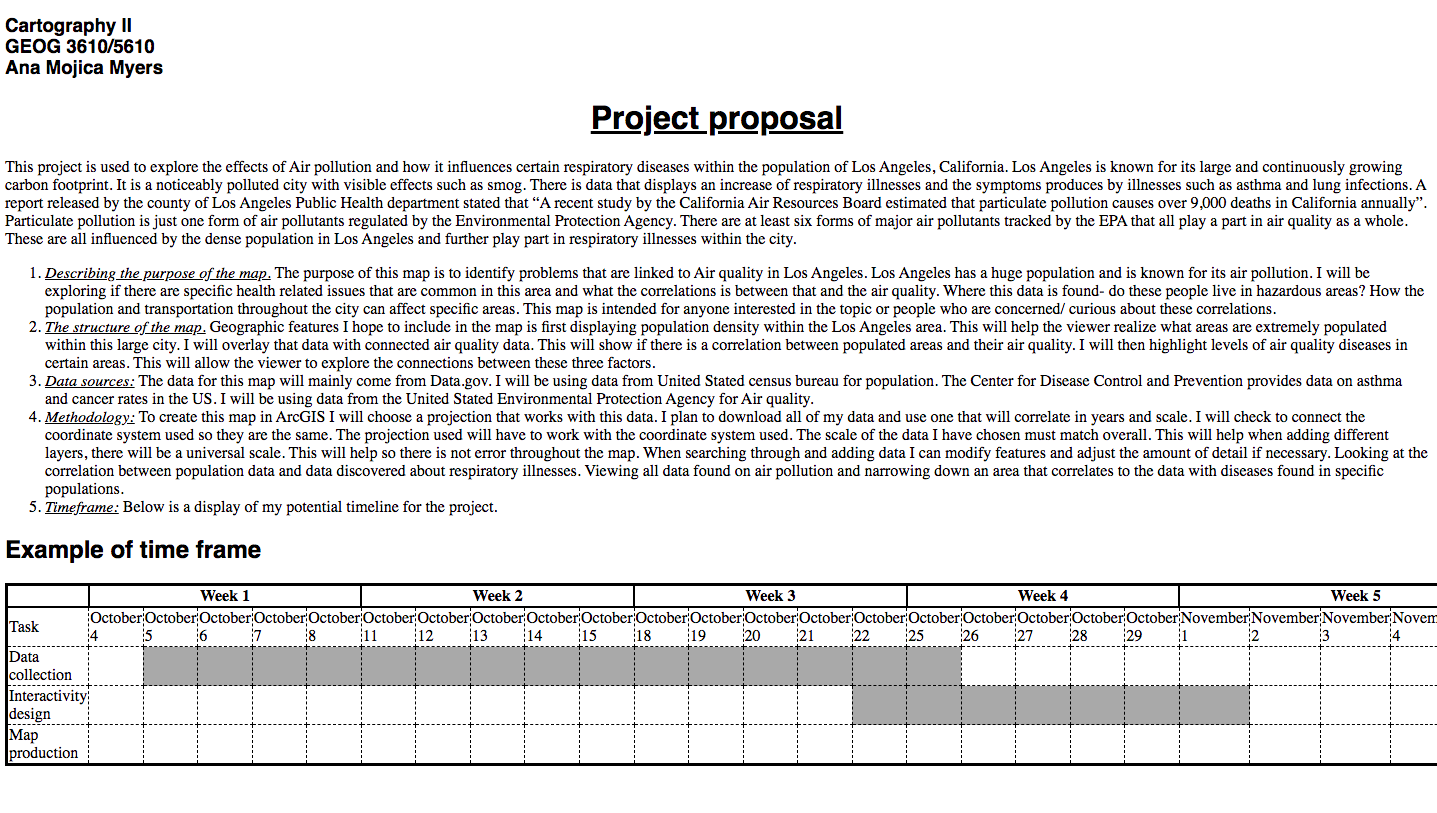 Cartography II
GEOG 3610/5610
Ana Mojica Myers
Project proposal
This project is used to explore the effects of Air pollution and how it influences certain respiratory diseases within the population of Los Angeles, California. Los Angeles is known for its large and continuously growing
carbon footprint. It is a noticeably polluted city with visible effects such as smog. There is data that displays an increase of respiratory illnesses and the symptoms produces by illnesses such as asthma and lung infections. A
report released by the county of Los Angeles Public Health department stated that “A recent study by the California Air Resources Board estimated that particulate pollution causes over 9,000 deaths in California annually”.
Particulate pollution is just one form of air pollutants regulated by the Environmental Protection Agency. There are at least six forms of major air pollutants tracked by the EPA that all play a part in air quality as a whole.
These are all influenced by the dense population in Los Angeles and further play part in respiratory illnesses within the city.
1. Describing the purpose of the map. The purpose of this map is to identify problems that are linked to Air quality in Los Angeles. Los Angeles has a huge population and is known for its air pollution. I will be
exploring if there are specific health related issues that are common in this area and what the correlations is between that and the air quality. Where this data is found- do these people live in hazardous areas? How the
population and transportation throughout the city can affect specific areas. This map is intended for anyone interested in the topic or people who are concerned/ curious about these correlations.
2. The structure of the map. Geographic features I hope to include in the map is first displaying population density within the Los Angeles area. This will help the viewer realize what areas are extremely populated
within this large city. I will overlay that data with connected air quality data. This will show if there is a correlation between populated areas and their air quality. I will then highlight levels of air quality diseases in
certain areas. This will allow the viewer to explore the connections between these three factors.
3. Data sources: The data for this map will mainly come from Data.gov. I will be using data from United Stated census bureau for population. The Center for Disease Control and Prevention provides data on asthma
and cancer rates in the US. I will be using data from the United Stated Environmental Protection Agency for Air quality.
4. Methodology: To create this map in ArcGIS I will choose a projection that works with this data. I plan to download all of my data and use one that will correlate in years and scale. I will check to connect the
coordinate system used so they are the same. The projection used will have to work with the coordinate system used. The scale of the data I have chosen must match overall. This will help when adding different
layers, there will be a universal scale. This will help so there is not error throughout the map. When searching through and adding data I can modify features and adjust the amount of detail if necessary. Looking at the
correlation between population data and data discovered about respiratory illnesses. Viewing all data found on air pollution and narrowing down an area that correlates to the data with diseases found in specific
populations.
5. Timeframe: Below is a display of my potential timeline for the project.
Example of time frame
Week 1 Week 2 Week 3 Week 4 Week 5
Task October 4 October 5 October 6 October 7 October 8 October 11 October 12 October 13 October 14 October 15 October 18 October 19 October 20 October 21 October 22 October 25 October 26 October 27 October 28 October 29 November 1 November 2 November 3 Novem 4
Data
collection
Interactivity
design
Map
production